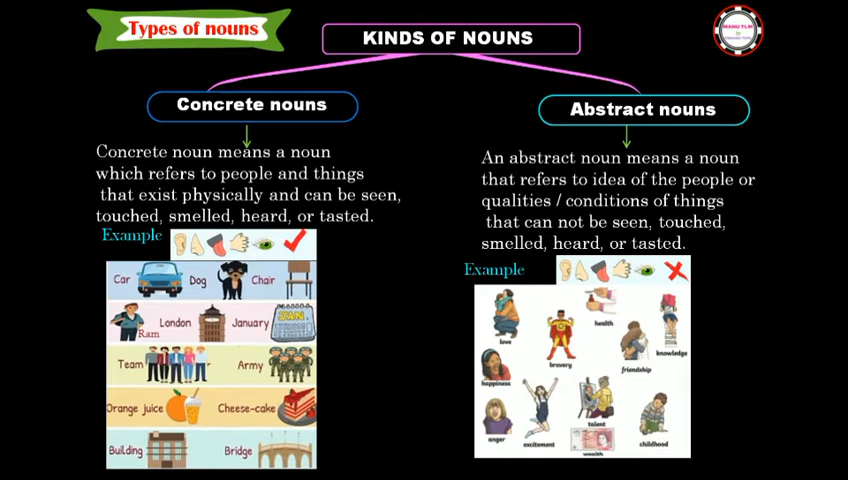 Types of nouns
KINDS OF NOUNS
MANU TLM
Concrete nouns
Concrete noun means a noun
which refers to people and things
that exist physically and can be seen,
touched, smelled, heard, or tasted.
Example
Car Dog Chair
Ram London January JAN
Team Army
Orange juice Cheese-cake
Building Bridge
Abstract nouns
An abstract noun means a noun
that refers to idea of the people or
qualities / conditions of things
that can not be seen, touched,
smelled, heard, or tasted.
Example
love bravery health knowledge
happiness friendship
anger excitement talent childhood
wealth